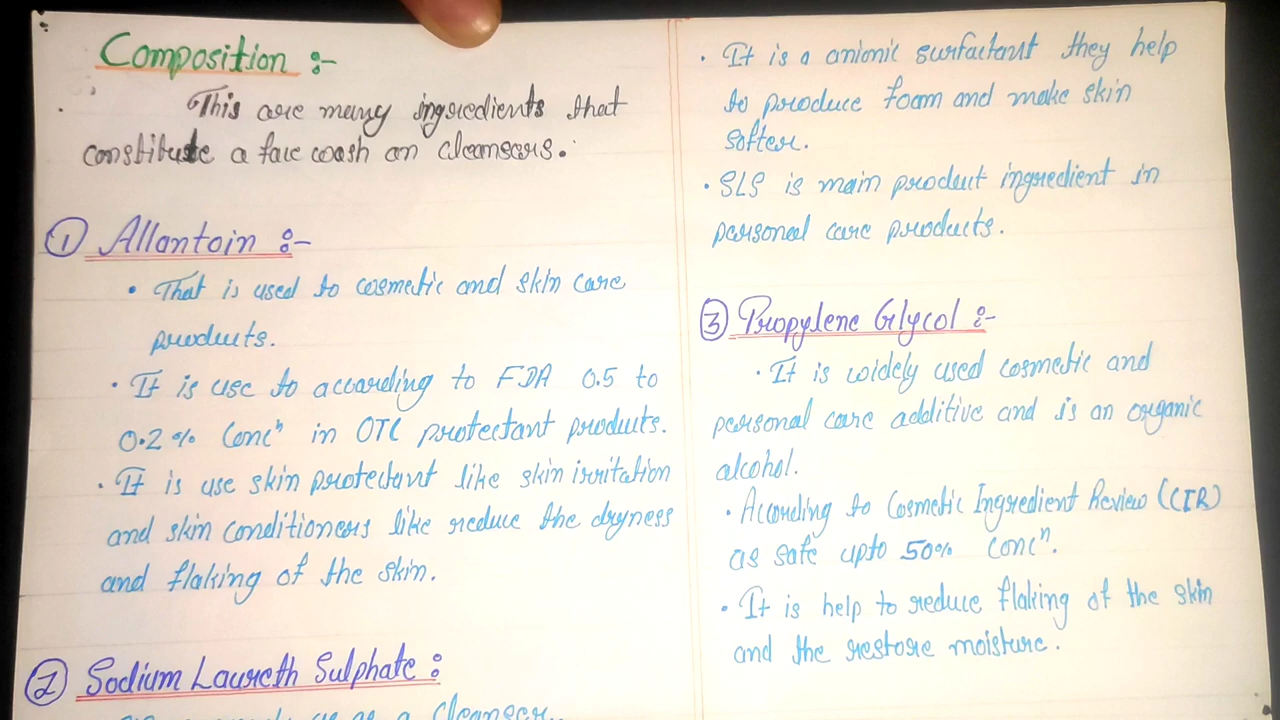 Composition :-
This are many ingredients that
constitute a face wash an cleansers.
① Allantoin :-
• That is used to cosmetic and skin care
products.
• It is use to according to FDA 0.5 to
0.2% Concⁿ in OTC protectant products.
• It is use skin protectant like skin irritation
and skin conditioners like reduce the dryness
and flaking of the skin.
② Sodium Laureth Sulphate :
as a cleanser.
• It is a anionic surfactant they help
to produce foam and make skin
softer.
• SLS is main product ingredient in
personal care products.
③ Propylene Glycol :-
• It is widely used cosmetic and
personal care additive and is an organic
alcohol.
• According to Cosmetic Ingredient Review (CIR)
as safe upto 50% Concⁿ.
• It is help to reduce flaking of the skin
and the restore moisture.